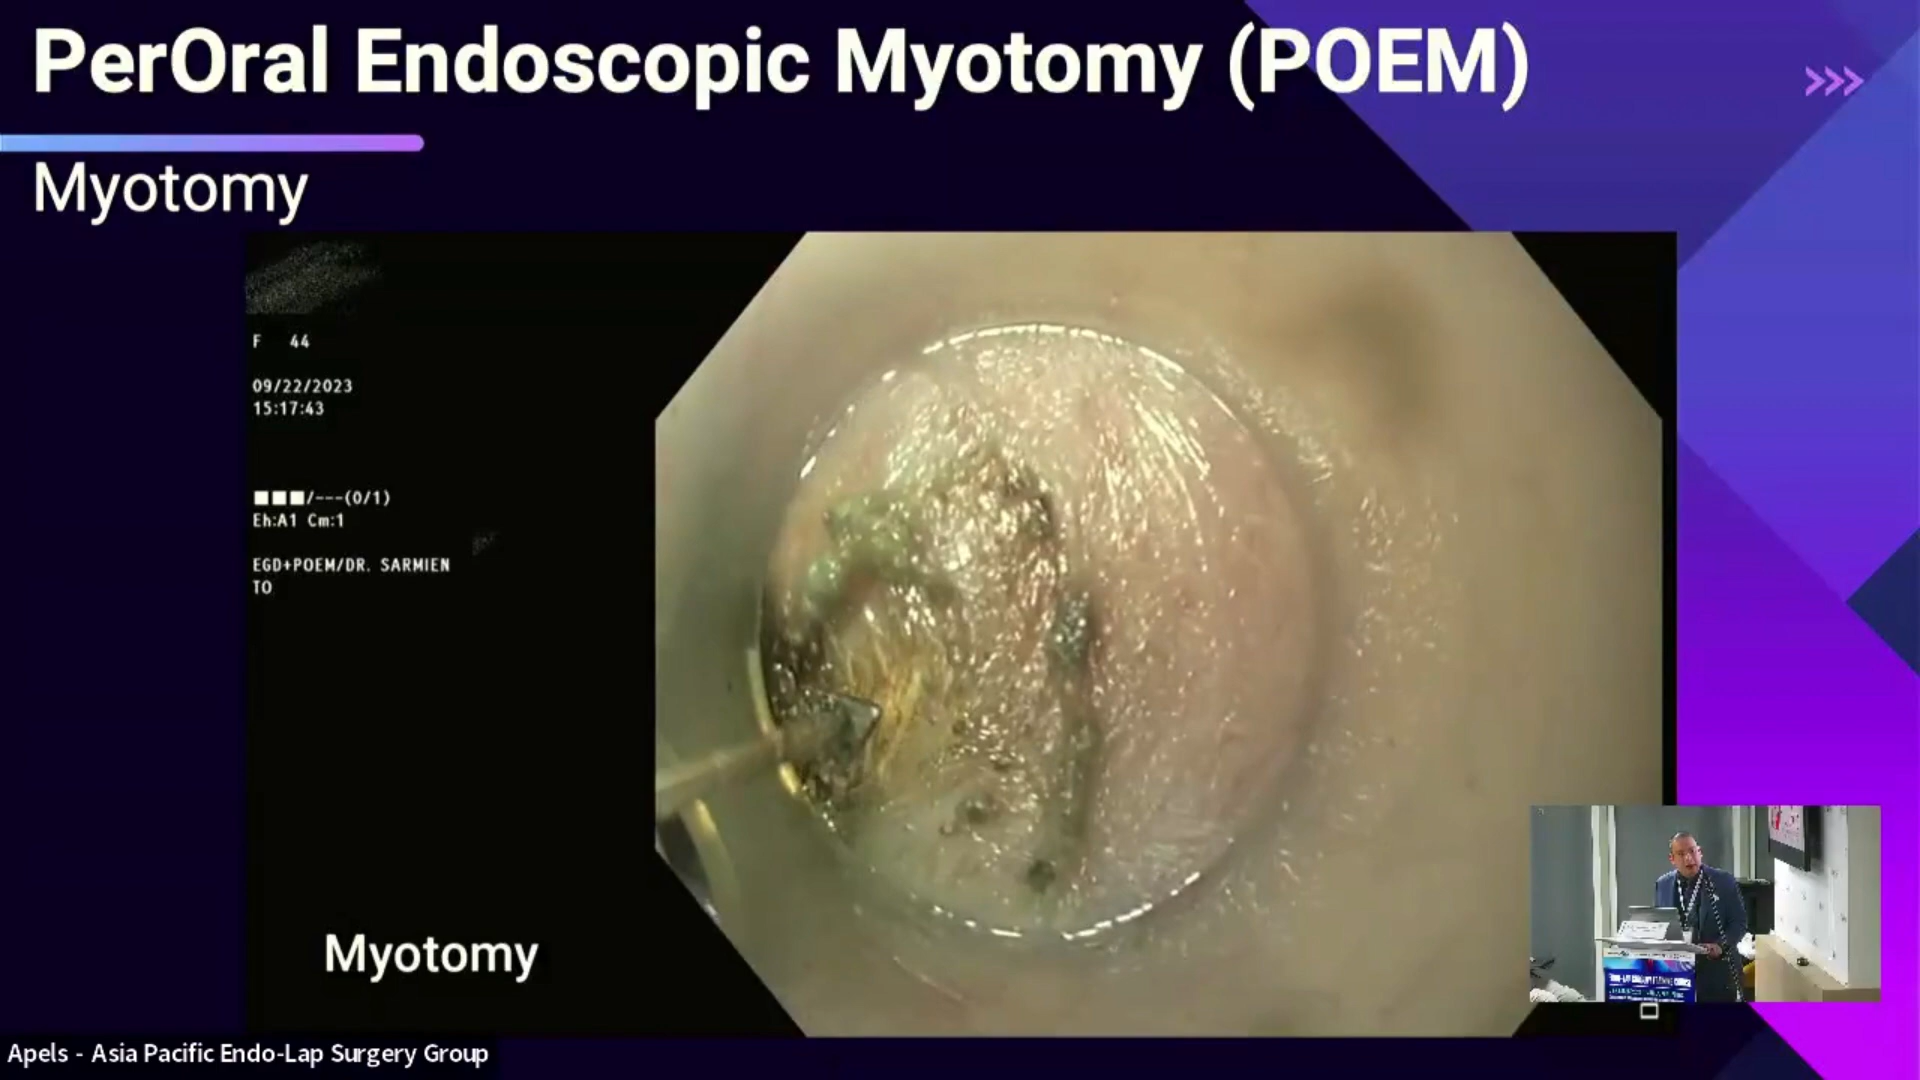 PerOral Endoscopic Myotomy (POEM)
Myotomy
F 44
09/22/2023
15:17:43
■■■/---(0/1)
Eh:A1 Cm:1
EGD+POEM/DR. SARMIEN
TO
Myotomy
Apels - Asia Pacific Endo-Lap Surgery Group